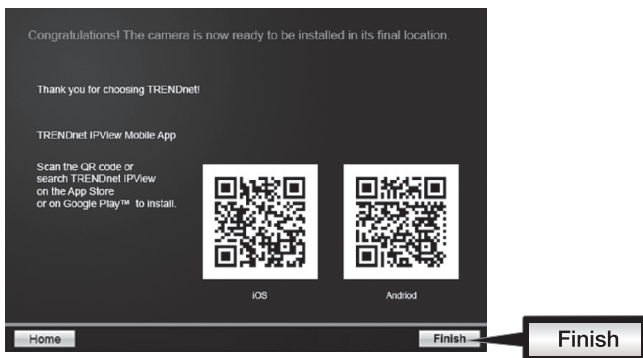 Congratulations! The camera is now ready to be installed in its final location.
Thank you for choosing TRENDnet!
TRENDnet IPView Mobile App
Scan the QR code or
search TRENDnet IPView
on the App Store
or on Google Play™ to install.
iOS
Andriod
Home
Finish
Finish